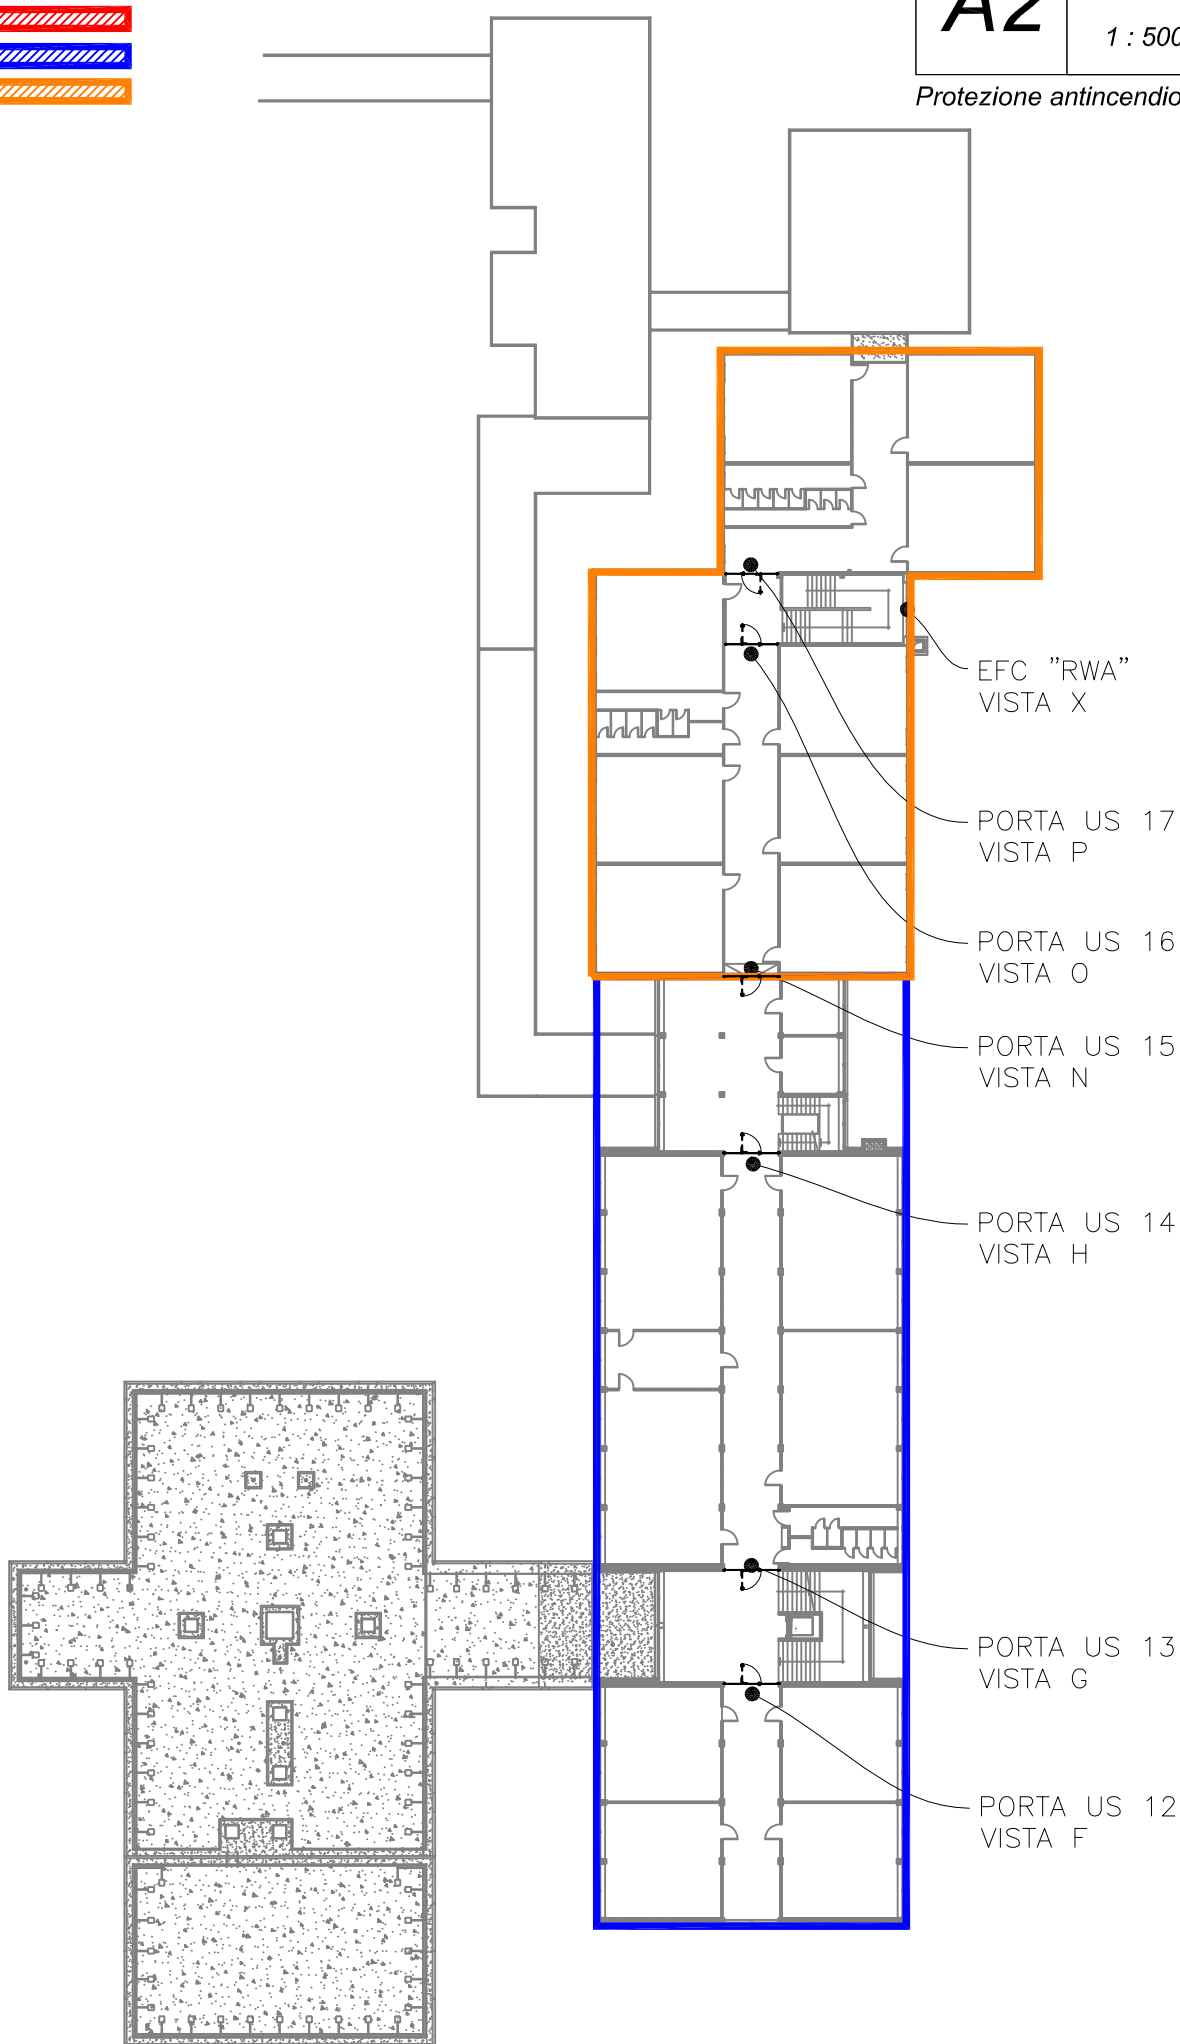 A2
1 : 500
Protezione antincendio
EFC "RWA"
VISTA X
PORTA US 17
VISTA P
PORTA US 16
VISTA O
PORTA US 15
VISTA N
PORTA US 14
VISTA H
PORTA US 13
VISTA G
PORTA US 12
VISTA F